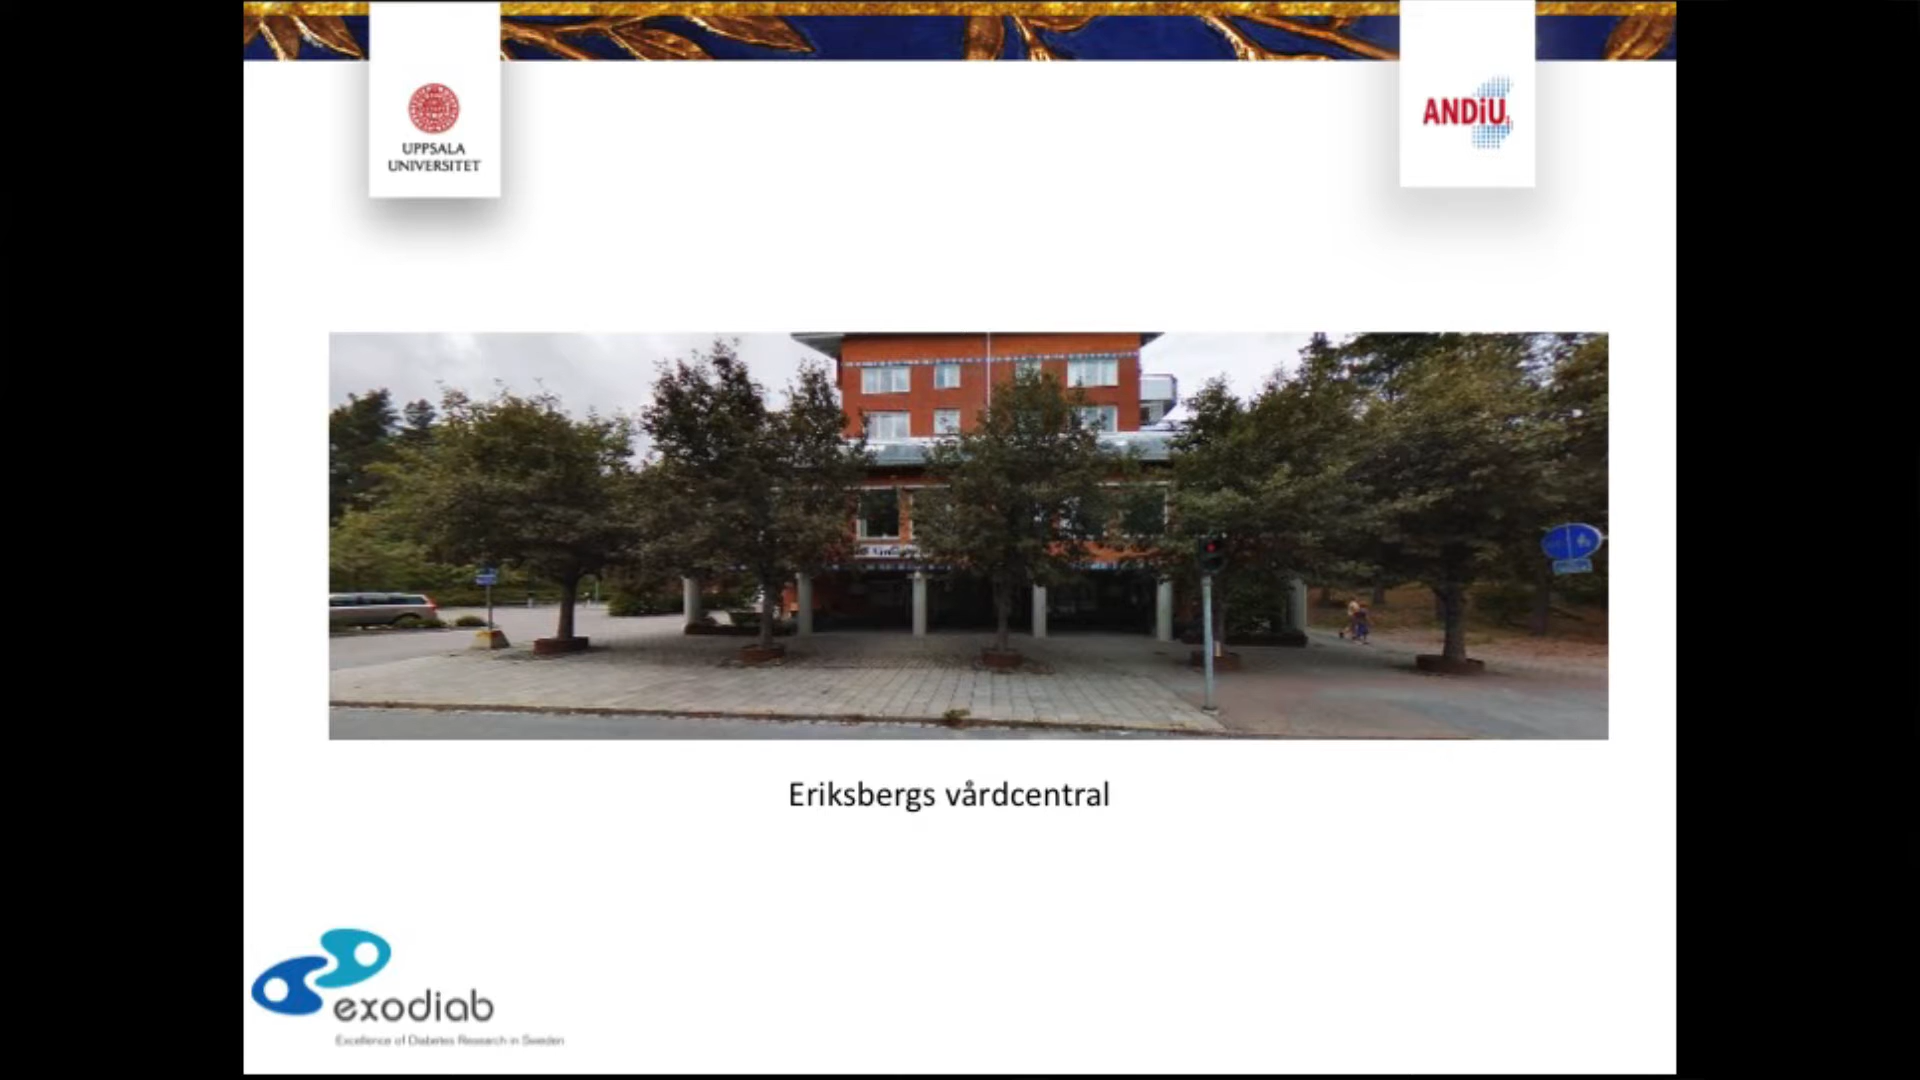 UPPSALA
UNIVERSITET
ANDiU
Eriksbergs vårdcentral
exodiab
Excellence of Diabetes Research in Sweden